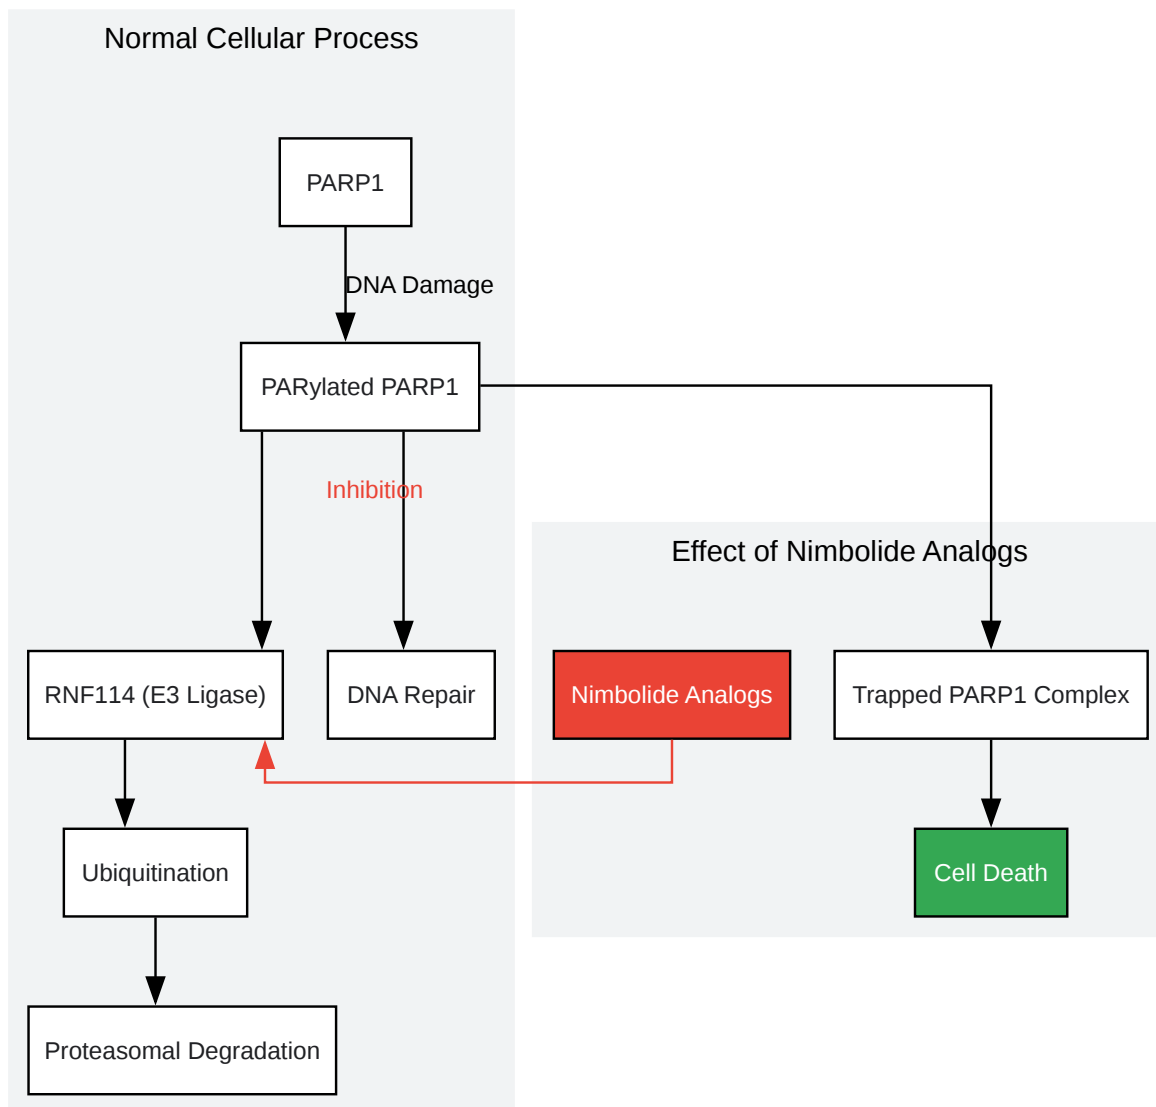 Normal Cellular Process
PARP1
DNA Damage
PARylated PARP1
Inhibition
Effect of Nimbolide Analogs
RNF114 (E3 Ligase)
DNA Repair
Nimbolide Analogs
Trapped PARP1 Complex
Ubiquitination
Cell Death
Proteasomal Degradation